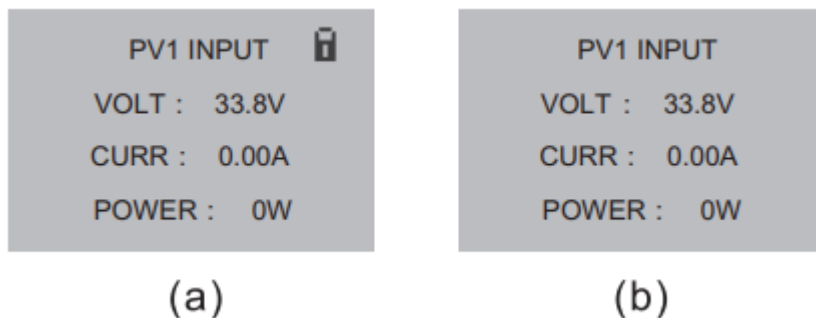 PV1 INPUT
VOLT : 33.8V
CURR : 0.00A
POWER : 0W
(a)
PV1 INPUT
VOLT : 33.8V
CURR : 0.00A
POWER : 0W
(b)